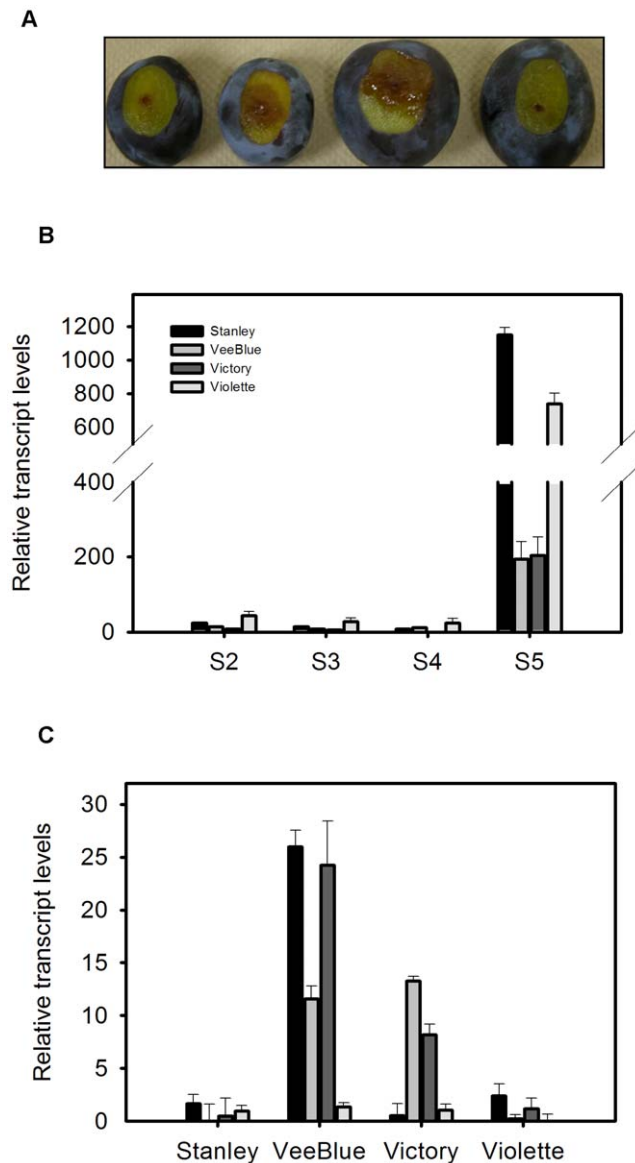 A
B
Relative transcript levels
1200
1000
800
600
400
200
0
Stanley
VeeBlue
Victory
Violette
S2 S3 S4 S5
C
Relative transcript levels
30
25
20
15
10
5
0
Stanley VeeBlue Victory Violette